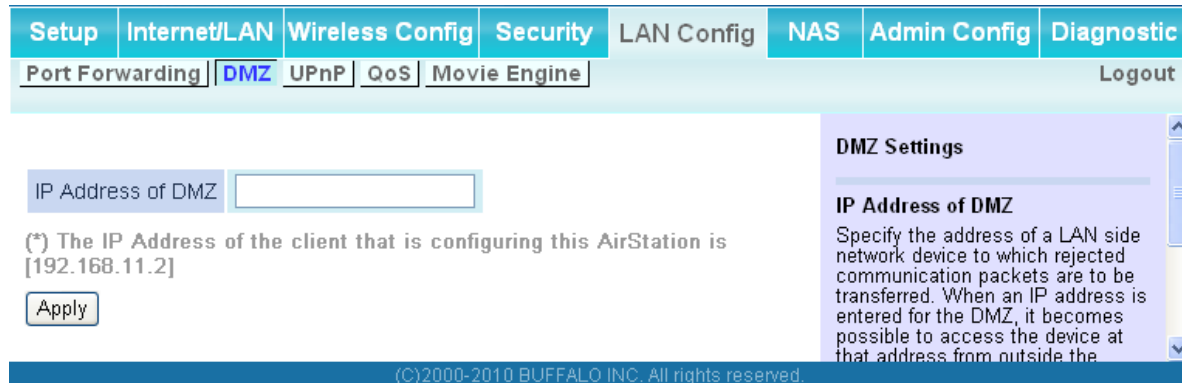 Setup Internet/LAN Wireless Config Security LAN Config NAS Admin Config Diagnostic
Port Forwarding DMZ UPnP QoS Movie Engine Logout
IP Address of DMZ
(*) The IP Address of the client that is configuring this AirStation is
[192.168.11.2]
Apply
DMZ Settings
IP Address of DMZ
Specify the address of a LAN side
network device to which rejected
communication packets are to be
transferred. When an IP address is
entered for the DMZ, it becomes
possible to access the device at
that address from outside the
(C)2000-2010 BUFFALO INC. All rights reserved.